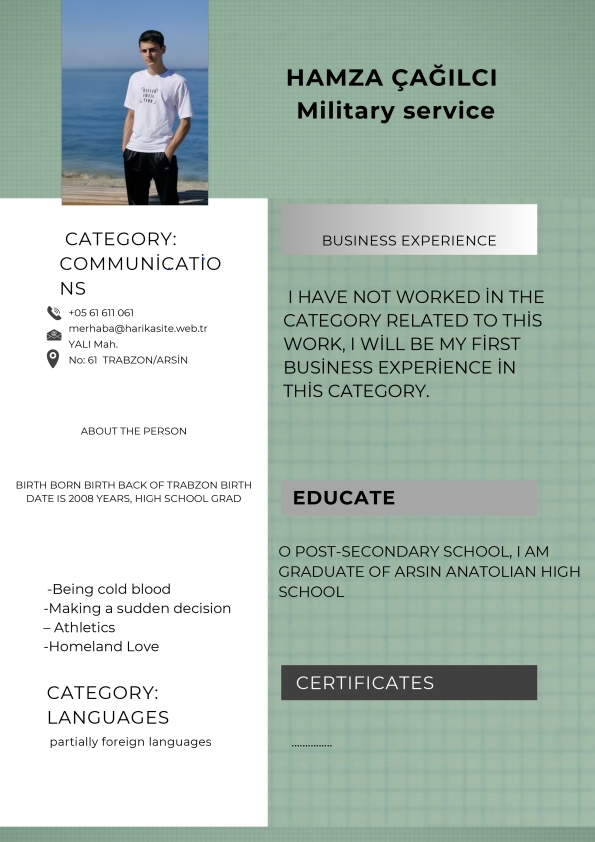 HAMZA ÇAĞILCI
Military service
CATEGORY:
COMMUNİCATİO
NS
+05 61 611 061
merhaba@harikasite.web.tr
YALI Mah.
No: 61 TRABZON/ARSİN
ABOUT THE PERSON
BIRTH BORN BIRTH BACK OF TRABZON BIRTH
DATE IS 2008 YEARS, HIGH SCHOOL GRAD
-Being cold blood
-Making a sudden decision
– Athletics
-Homeland Love
CATEGORY:
LANGUAGES
partially foreign languages
BUSINESS EXPERIENCE
I HAVE NOT WORKED İN THE
CATEGORY RELATED TO THİS
WORK, I WİLL BE MY FİRST
BUSİNESS EXPERİENCE İN
THİS CATEGORY.
EDUCATE
O POST-SECONDARY SCHOOL, I AM
GRADUATE OF ARSIN ANATOLIAN HIGH
SCHOOL
CERTIFICATES
...............